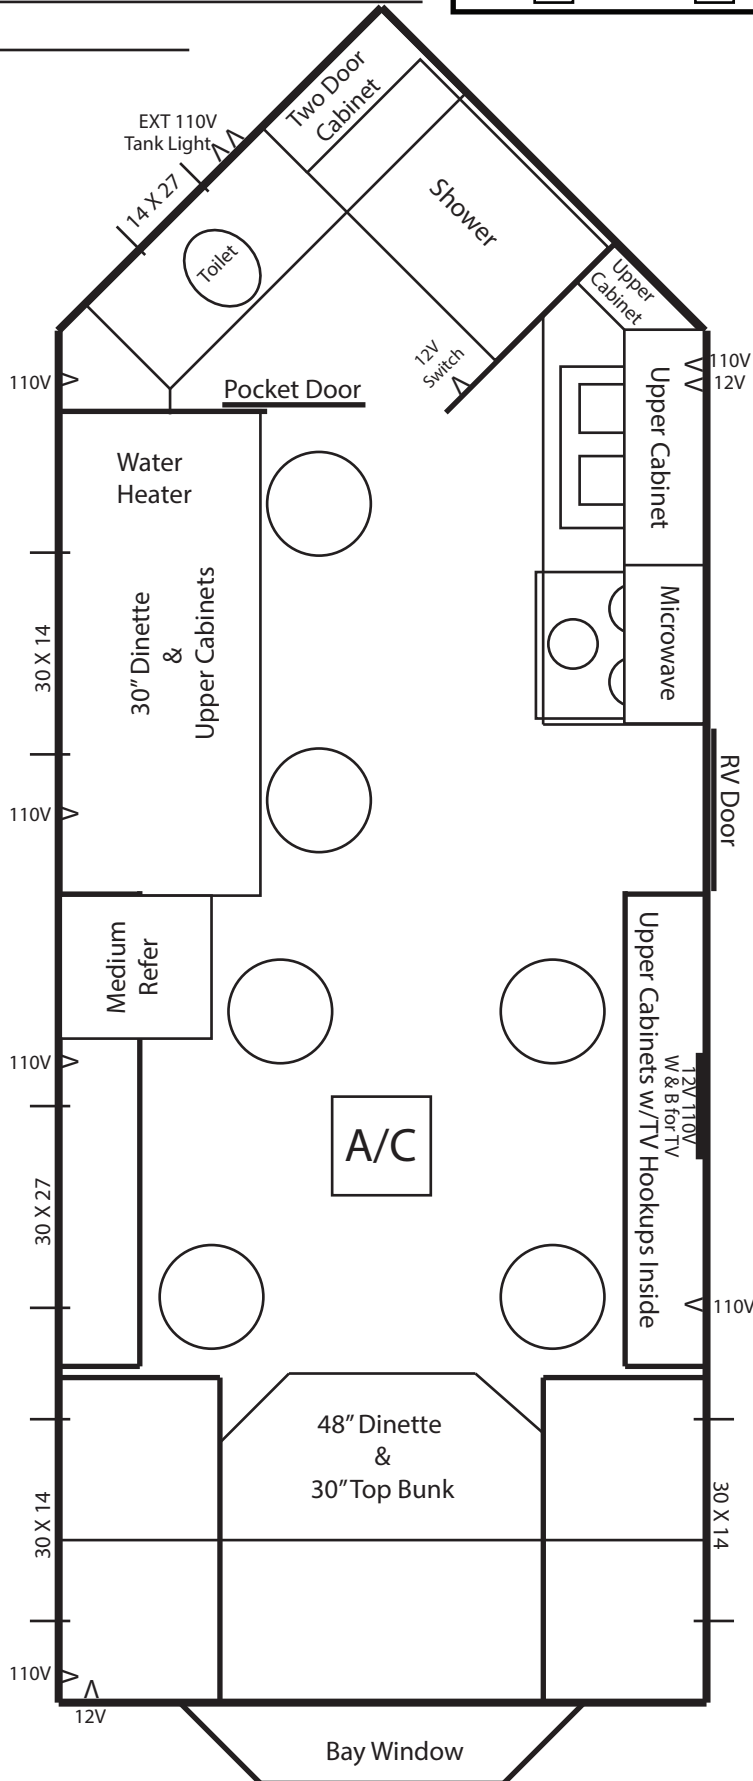 Two Door
Cabinet
EXT 110V
Tank Light
14 X 27
Toilet
Shower
Upper
Cabinet
12V
Switch
110V
Pocket Door
110V
12V
Upper Cabinet
Water
Heater
30" Dinette
&
Upper Cabinets
30 X 14
Microwave
110V
RV Door
Medium
Refer
Upper Cabinets w/TV Hookups Inside
12V 110V
W & B for TV
110V
A/C
30 X 27
110V
48" Dinette
&
30" Top Bunk
30 X 14
30 X 14
110V
12V
Bay Window